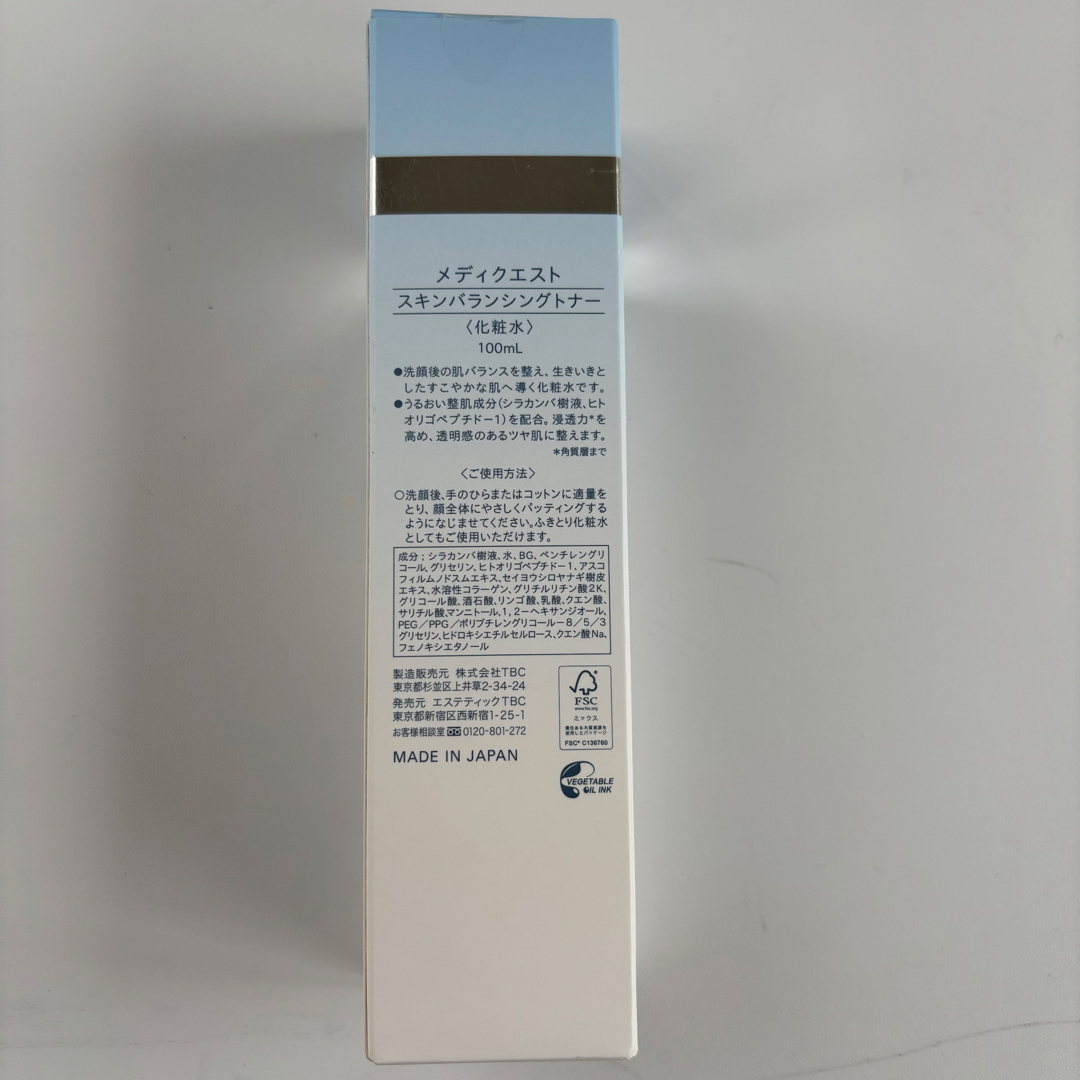 メディクエスト
スキンバランシングトナー
〈化粧水〉
100mL
●洗顔後の肌バランスを整え、生きいきと
したすこやかな肌へ導く化粧水です。
●うるおい整肌成分(シラカンバ樹液、ヒト
オリゴペプチド－1)を配合。浸透力*を
高め、透明感のあるツヤ肌に整えます。
*角質層まで
〈ご使用方法〉
○洗顔後、手のひらまたはコットンに適量を
とり、顔全体にやさしくパッティングする
ようになじませてください。ふきとり化粧水
としてもご使用いただけます。
成分：シラカンバ樹液、水、BG、ペンチレングリ
コール、グリセリン、ヒトオリゴペプチド－1、アスコ
フィルムノドスムエキス、セイヨウシロヤナギ樹皮
エキス、水溶性コラーゲン、グリチルリチン酸2K、
グリコール酸、酒石酸、リンゴ酸、乳酸、クエン酸、
サリチル酸、マンニトール、1，2－ヘキサンジオール、
PEG／PPG／ポリブチレングリコール－8／5／3
グリセリン、ヒドロキシエチルセルロース、クエン酸Na、
フェノキシエタノール
製造販売元 株式会社TBC
東京都杉並区上井草2-34-24
発売元 エステティックTBC
東京都新宿区西新宿1-25-1
お客様相談室 0120-801-272
MADE IN JAPAN
FSC
www.fsc.org
ミックス
責任ある木質資源を
使用したパッケージ
FSC® C136760
VEGETABLE
OIL INK